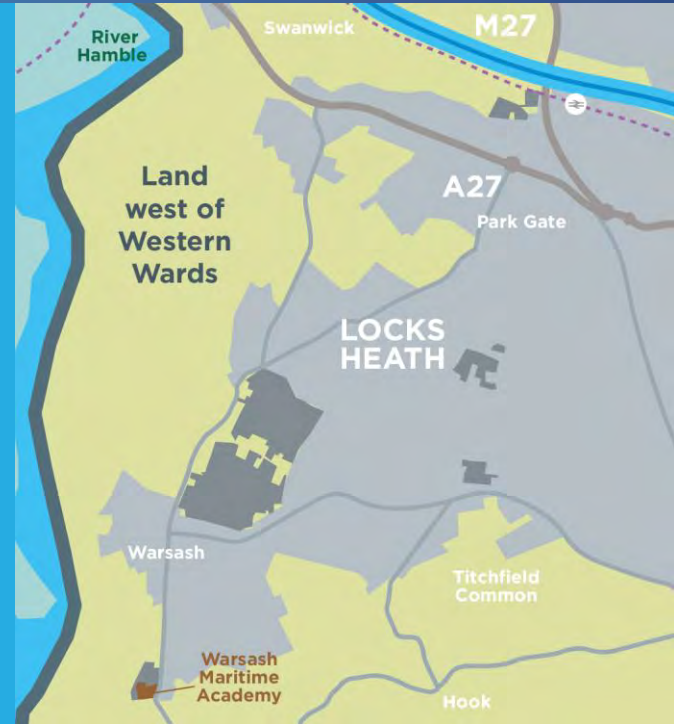 River
Hamble
Swanwick
M27
Land
west of
Western
Wards
A27
Park Gate
LOCKS
HEATH
Warsash
Titchfield
Common
Warsash
Maritime
Academy
Hook